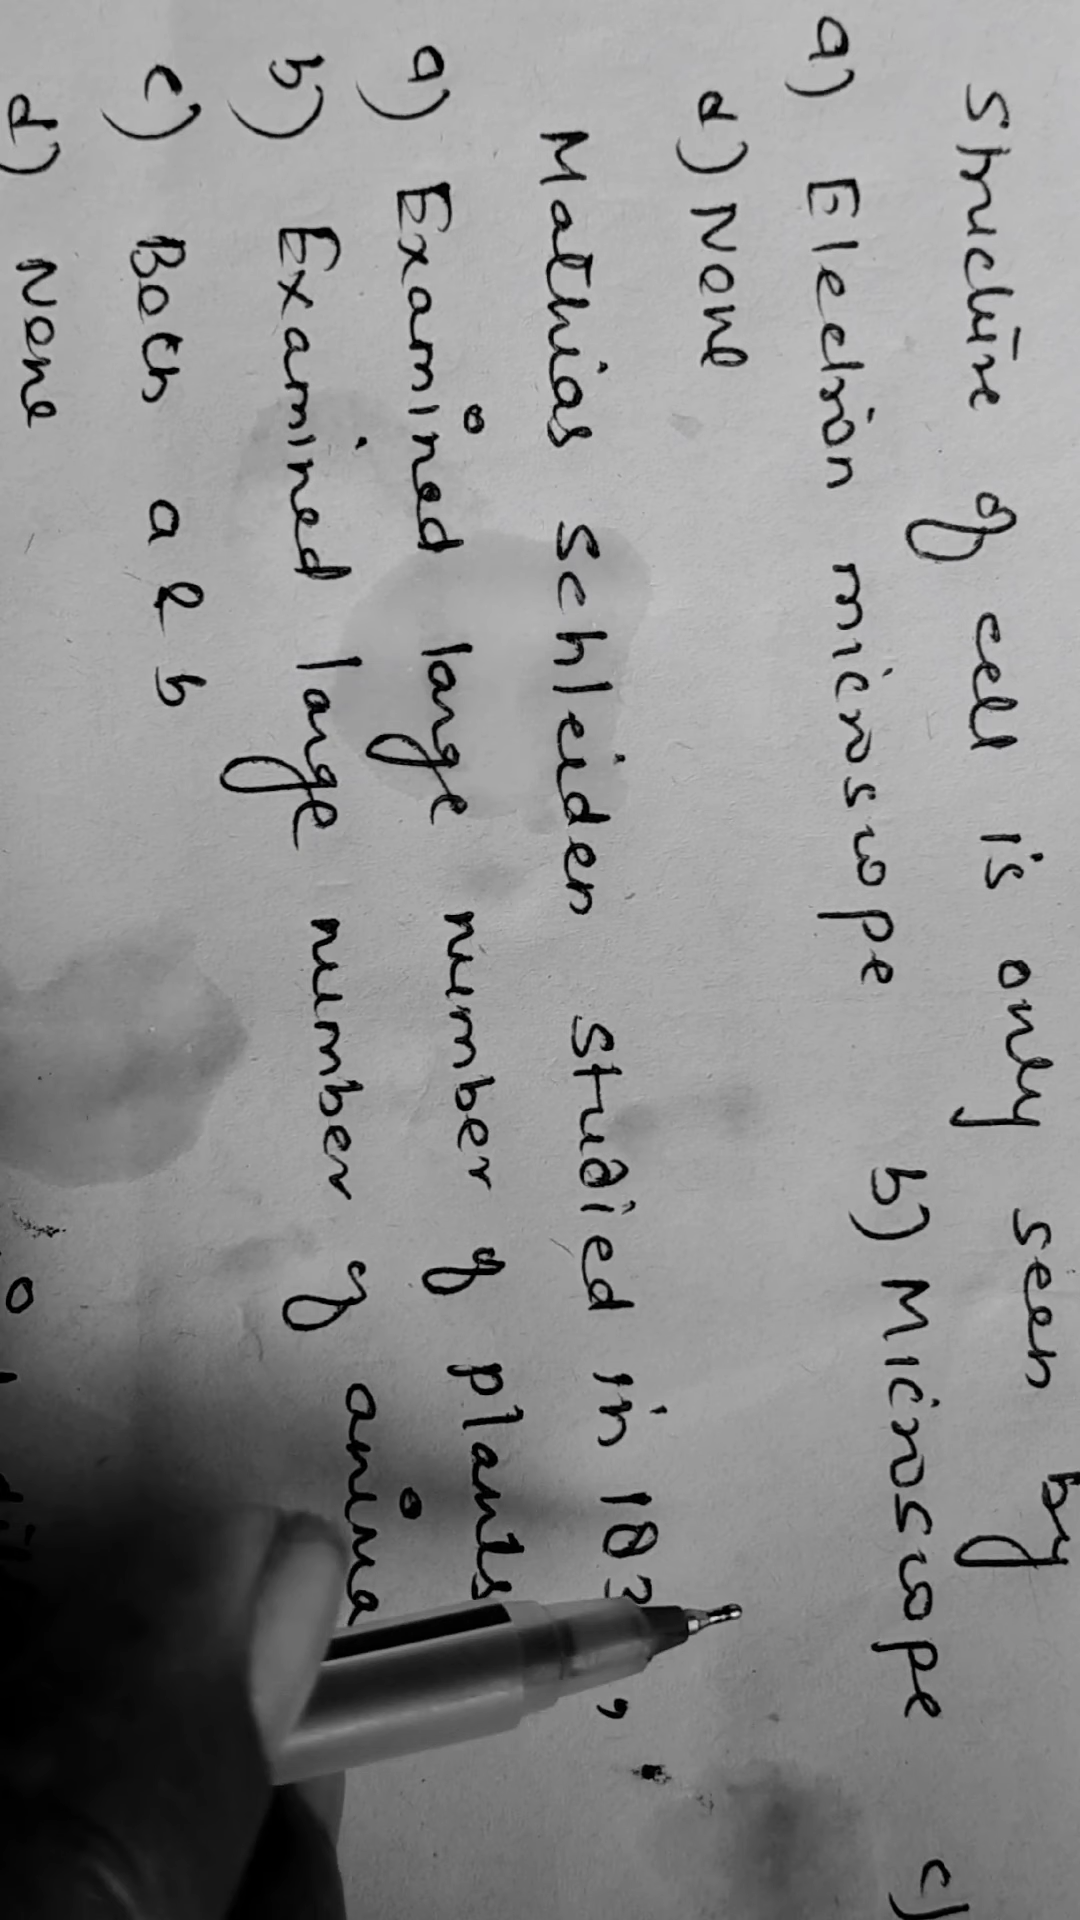 structure of cell is only seen by
a) Electron microscope b) Microscope c)
d) None
Mathias Schleiden studied in 183 ,
a) Examined large number of plants
b) Examined large number of anima
c) Both a & b
d) None